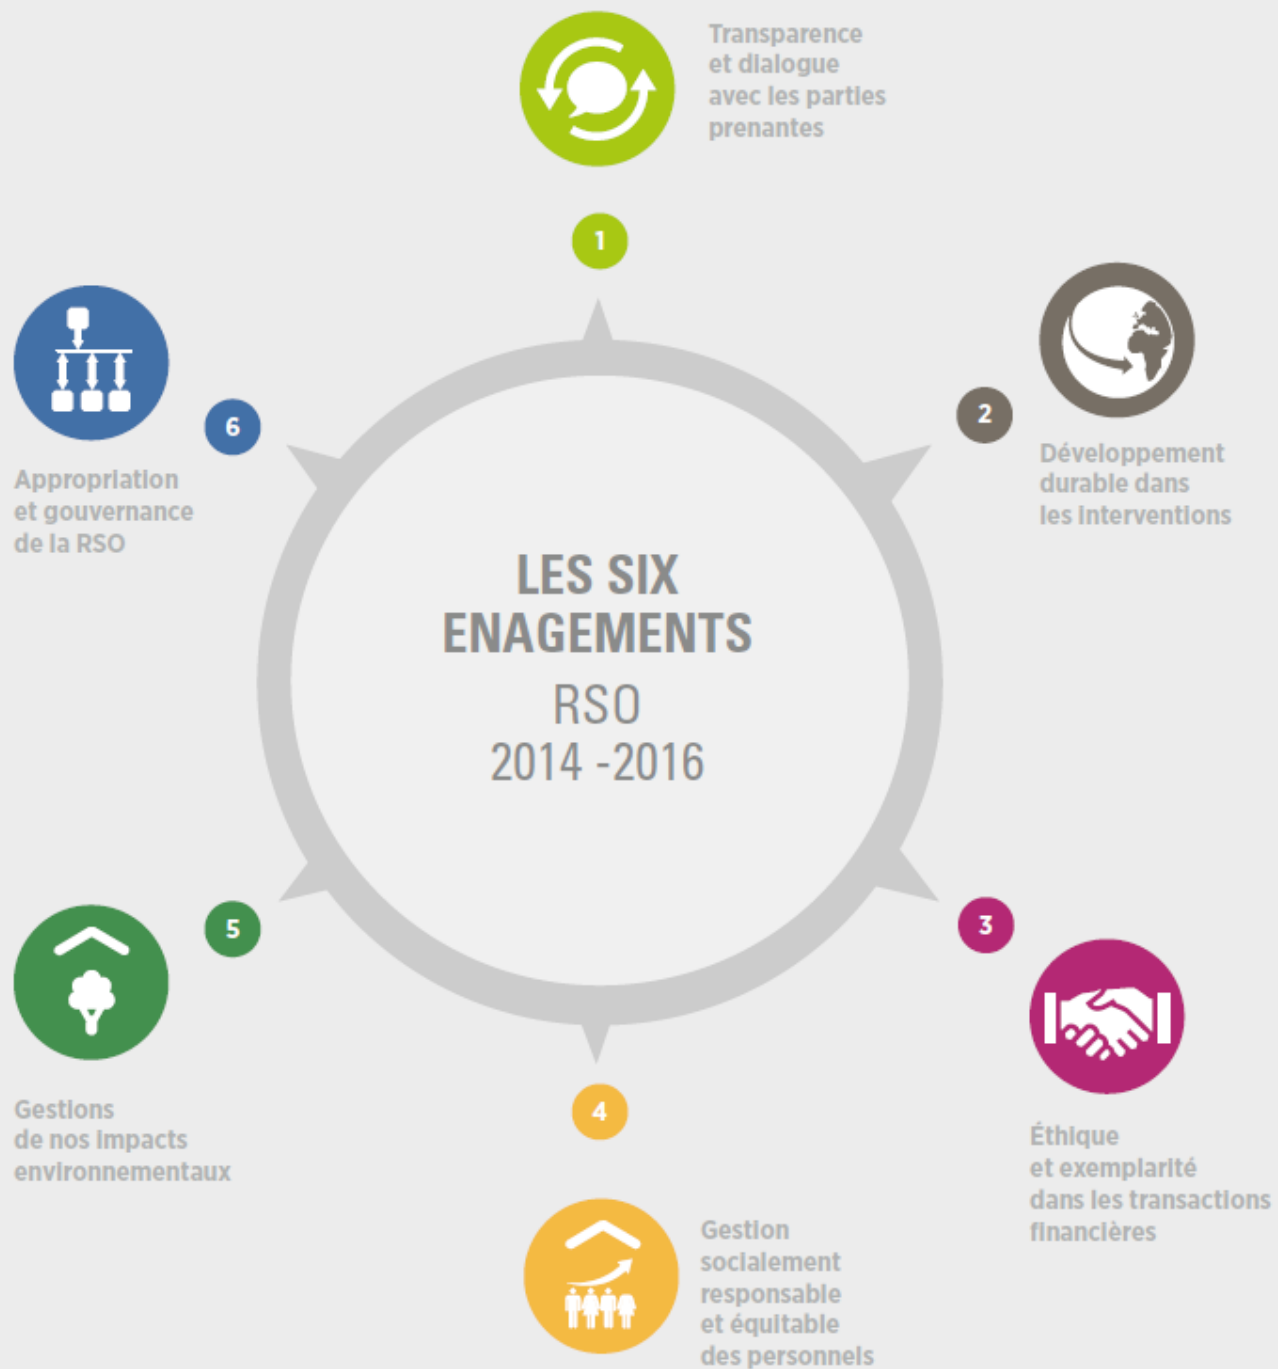 Transparence
et dialogue
avec les parties
prenantes
1
2
Développement
durable dans
les interventions
3
Éthique
et exemplarité
dans les transactions
financières
4
Gestion
socialement
responsable
et équitable
des personnels
5
Gestions
de nos impacts
environnementaux
6
Appropriation
et gouvernance
de la RSO
LES SIX
ENAGEMENTS
RSO
2014 -2016